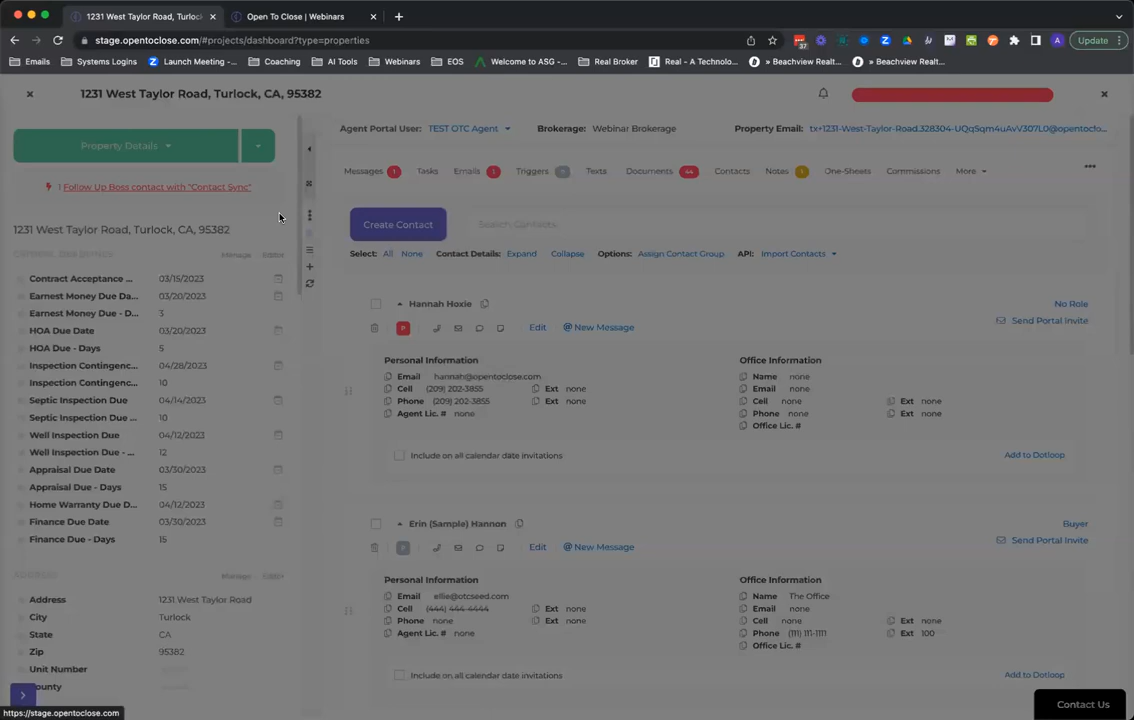 1231 West Taylor Road, Turlock
Open To Close | Webinars
stage.opentoclose.com/#projects/dashboard?type=properties
37
A
Update
Emails
Systems Logins
Launch Meeting -...
Coaching
AI Tools
Webinars
EOS
Welcome to ASG -...
Real Broker
Real - A Technolo...
» Beachview Realt...
» Beachview Realt...
1231 West Taylor Road, Turlock, CA, 95382
Property Details
1 Follow Up Boss contact with "Contact Sync"
1231 West Taylor Road, Turlock, CA, 95382
Manage Editor
Contract Acceptance ... 03/15/2023
Earnest Money Due Da... 03/20/2023
Earnest Money Due - D... 3
HOA Due Date 03/20/2023
HOA Due - Days 5
Inspection Contingenc... 04/28/2023
Inspection Contingenc... 10
Septic Inspection Due 04/14/2023
Septic Inspection Due ... 10
Well Inspection Due 04/12/2023
Well Inspection Due - ... 12
Appraisal Due Date 03/30/2023
Appraisal Due - Days 15
Home Warranty Due D... 04/12/2023
Finance Due Date 03/30/2023
Finance Due - Days 15
ADDRESS Manage Editor
Address 1231 West Taylor Road
City Turlock
State CA
Zip 95382
Unit Number
County
https://stage.opentoclose.com
Agent Portal User: TEST OTC Agent Brokerage: Webinar Brokerage Property Email:
Messages 1 Tasks Emails Triggers Texts Documents 44 Contacts Notes 1 One-Sheets Commissions More
Create Contact
Search Contacts
Select: All None Contact Details: Expand Collapse Options: Assign Contact Group API: Import Contacts
Hannah Hoxie No Role
P Edit New Message Send Portal Invite
Personal Information Office Information
Email hannah@opentoclose.com Name none
Cell (209) 202-3855 Ext none Email none
Phone (209) 202-3855 Ext none Cell none Ext none
Agent Lic. # none Phone none Ext none
Office Lic. #
Include on all calendar date invitations Add to Dotloop
Erin (Sample) Hannon Buyer
P Edit New Message Send Portal Invite
Personal Information Office Information
Email ellie@otcseed.com Name The Office
Cell (444) 444-4444 Ext none Email none
Phone none Ext none Cell none Ext none
Agent Lic. # none Phone (111) 111-1111 Ext 100
Office Lic. # none
Include on all calendar date invitations Add to Dotloop
Contact Us